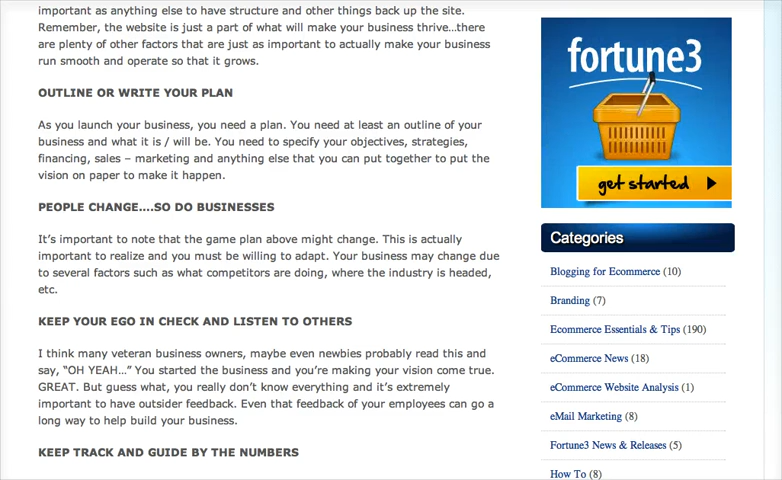 important as anything else to have structure and other things back up the site.
Remember, the website is just a part of what will make your business thrive…there
are plenty of other factors that are just as important to actually make your business
run smooth and operate so that it grows.
OUTLINE OR WRITE YOUR PLAN
As you launch your business, you need a plan. You need at least an outline of your
business and what it is / will be. You need to specify your objectives, strategies,
financing, sales – marketing and anything else that you can put together to put the
vision on paper to make it happen.
PEOPLE CHANGE….SO DO BUSINESSES
It’s important to note that the game plan above might change. This is actually
important to realize and you must be willing to adapt. Your business may change due
to several factors such as what competitors are doing, where the industry is headed,
etc.
KEEP YOUR EGO IN CHECK AND LISTEN TO OTHERS
I think many veteran business owners, maybe even newbies probably read this and
say, “OH YEAH…” You started the business and you’re making your vision come true.
GREAT. But guess what, you really don’t know everything and it’s extremely
important to have outsider feedback. Even that feedback of your employees can go a
long way to help build your business.
KEEP TRACK AND GUIDE BY THE NUMBERS
fortune3
get started
Categories
Blogging for Ecommerce (10)
Branding (7)
Ecommerce Essentials & Tips (190)
eCommerce News (18)
eCommerce Website Analysis (1)
eMail Marketing (8)
Fortune3 News & Releases (5)
How To (8)